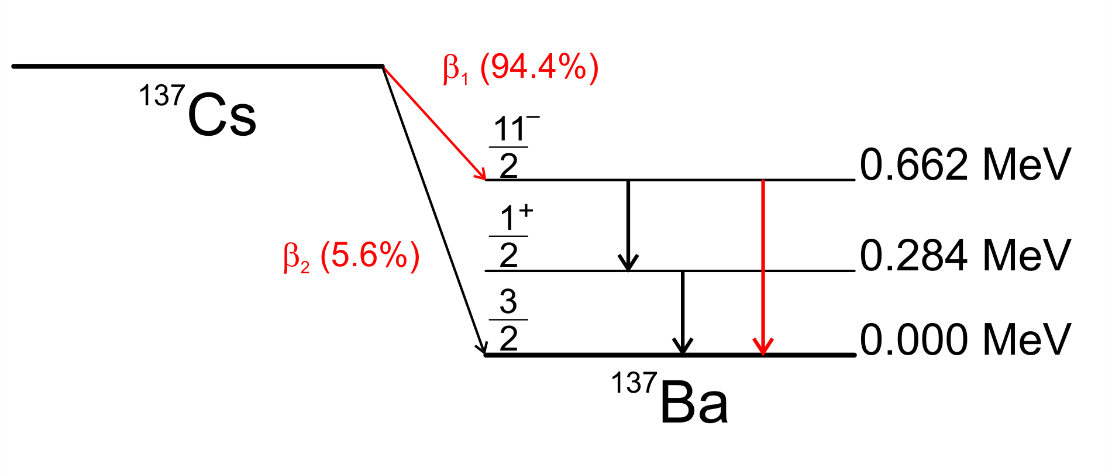 β₁ (94.4%)
¹³⁷Cs
11⁻/2
0.662 MeV
1⁺/2
0.284 MeV
β₂ (5.6%)
3/2
0.000 MeV
¹³⁷Ba